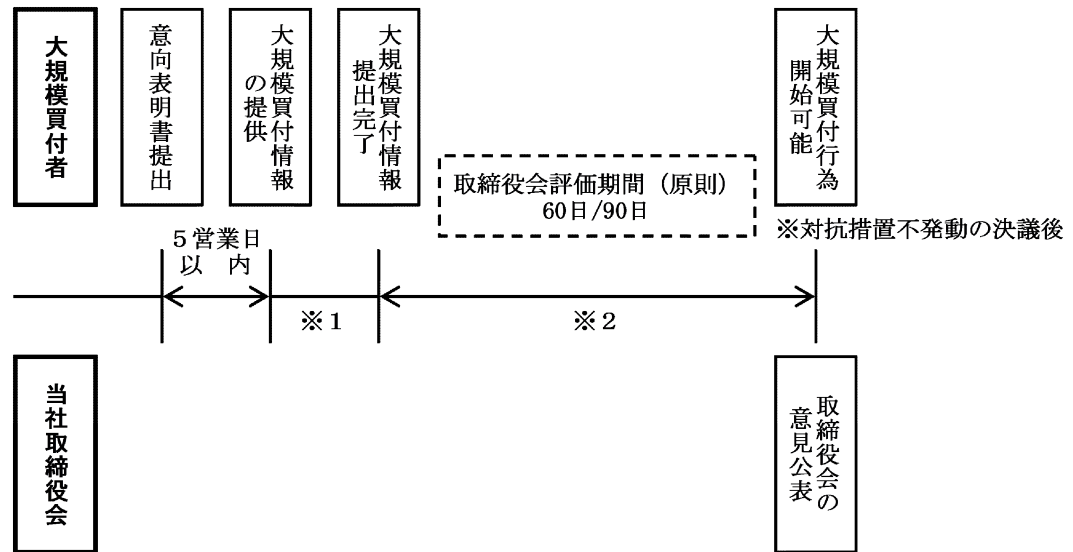 大規模買付者
意向表明書提出
大規模買付情報
の提供
大規模買付情報
提出完了
大規模買付行為
開始可能
取締役会評価期間（原則）
60日/90日
※対抗措置不発動の決議後
５営業日
以　内
※１
※２
当社取締役会
取締役会の
意見公表